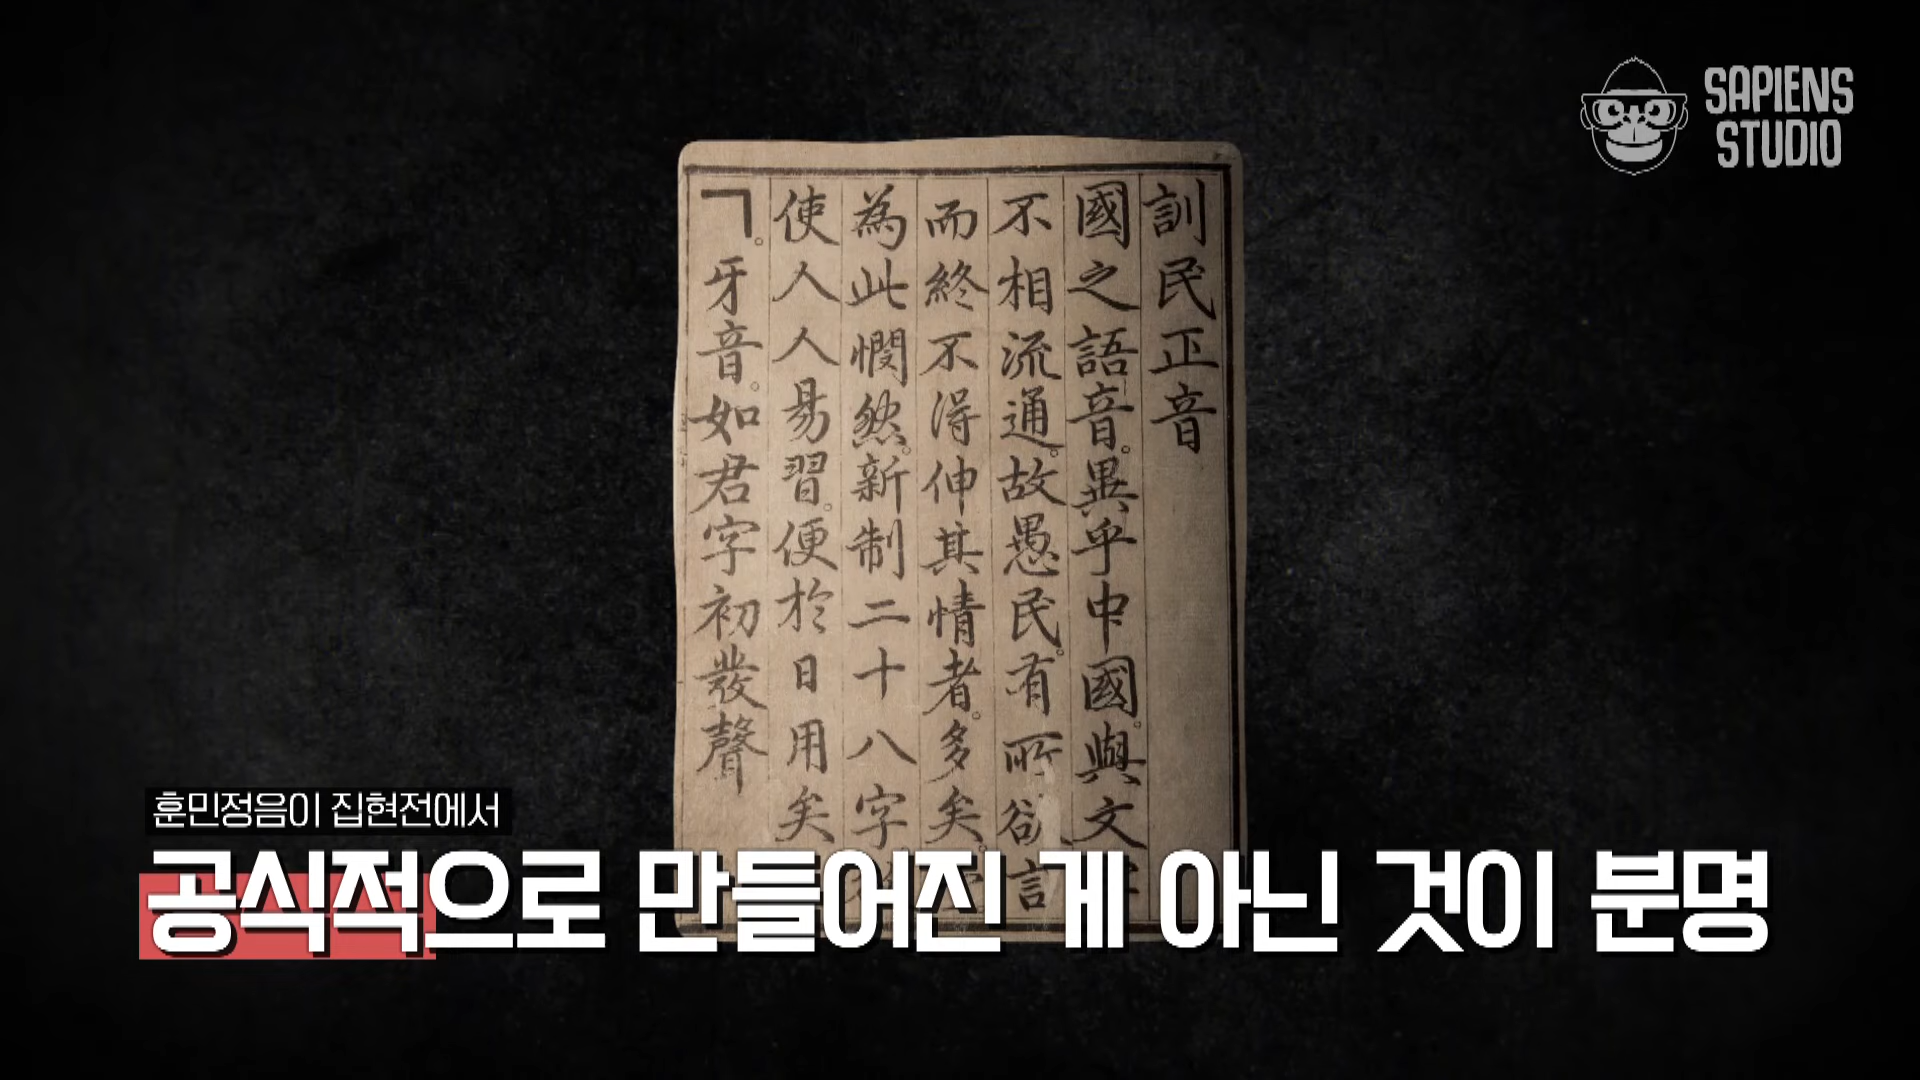 SAPIENS
STUDIO
訓民正音
國之語音。異乎中國。與文
不相流通。故愚民。有所欲言
而終不得伸其情者。多矣。
為此憫然。新制二十八字
使人人易習。便於日用矣
ㄱ。牙音。如君字初發聲
훈민정음이 집현전에서
공식적으로 만들어진 게 아닌 것이 분명